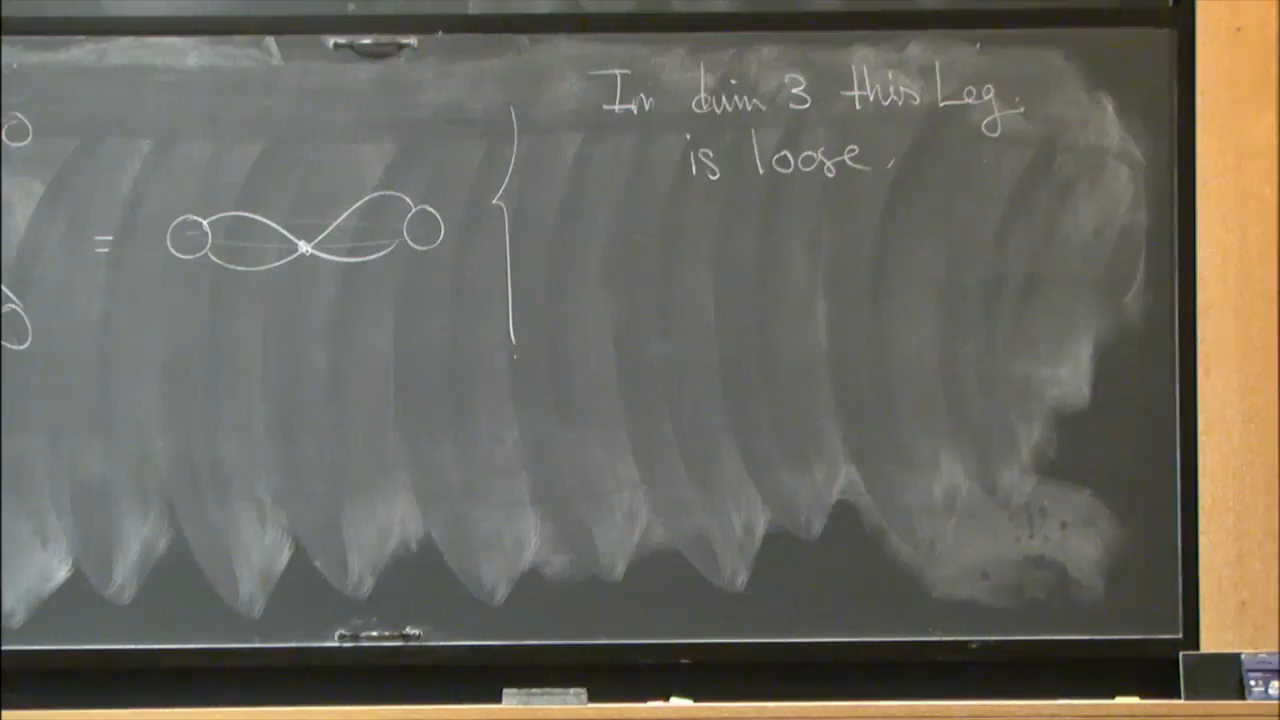 In dim 3 this Leg.
is loose.
=